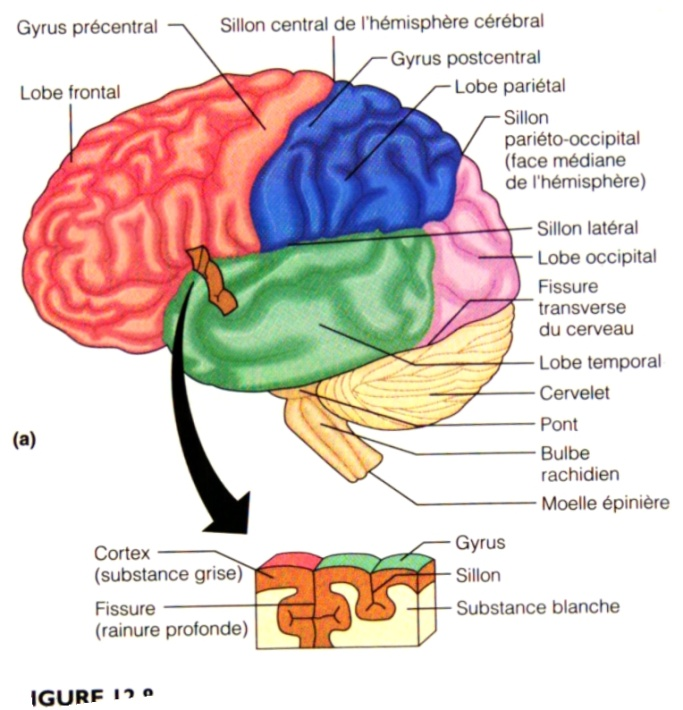 Gyrus précentral
Sillon central de l'hémisphère cérébral
Gyrus postcentral
Lobe frontal
Lobe pariétal
Sillon
pariéto-occipital
(face médiane
de l'hémisphère)
Sillon latéral
Lobe occipital
Fissure
transverse
du cerveau
Lobe temporal
Cervelet
(a)
Pont
Bulbe
rachidien
Moelle épinière
Gyrus
Cortex
(substance grise)
Sillon
Fissure
(rainure profonde)
Substance blanche